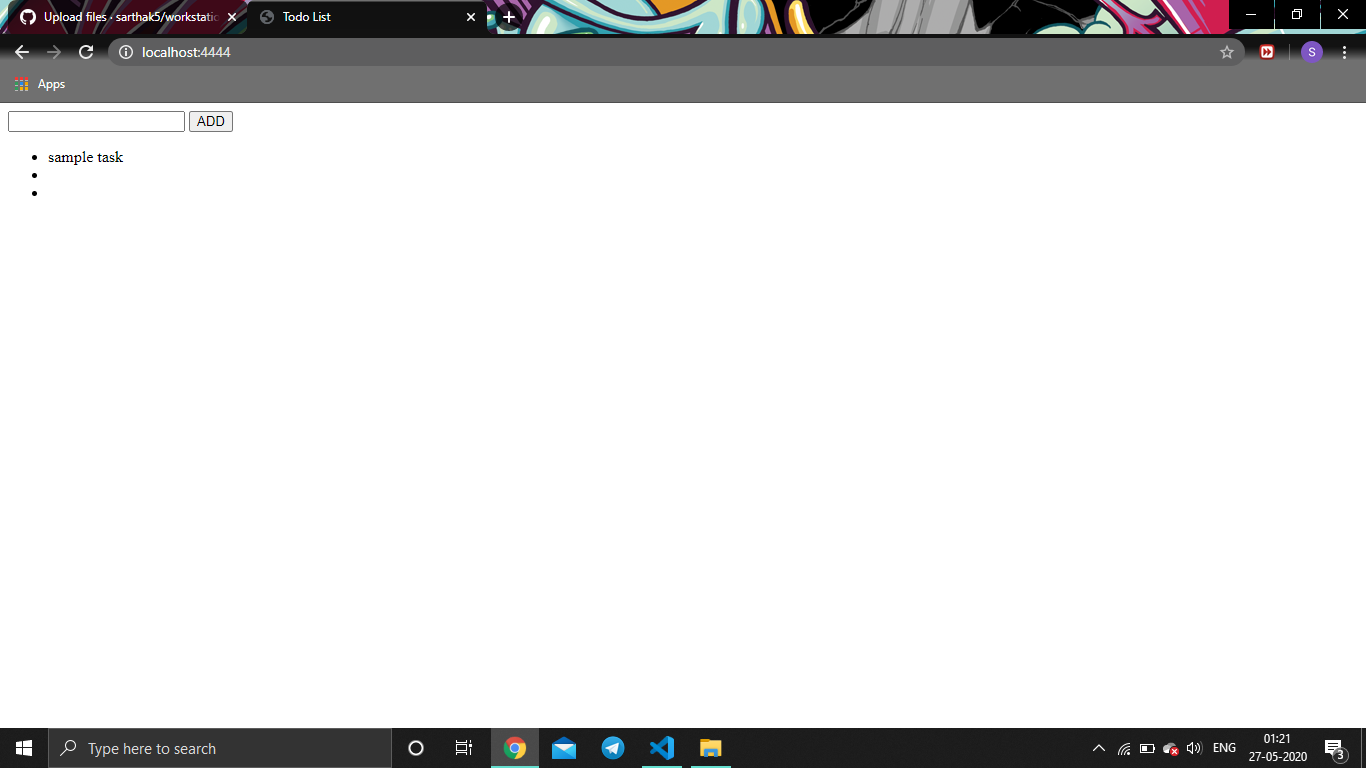 Upload files · sarthak5/workstatic
Todo List
localhost:4444
S
Apps
ADD
sample task
Type here to search
ENG
01:21
27-05-2020
3